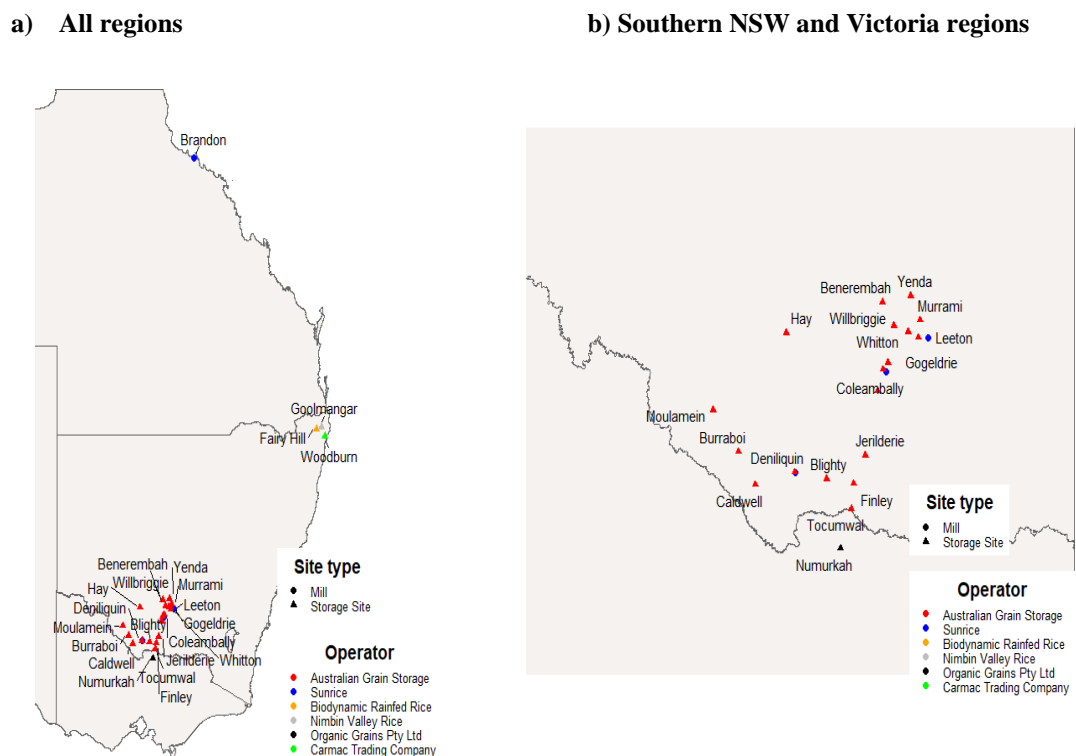 a) All regions
b) Southern NSW and Victoria regions
Brandon
Goolmangar
Fairy Hill
Woodburn
Benerembah
Yenda
Willbriggie
Murrami
Hay
Leeton
Deniliquin
Gogeldrie
Moulamein
Blighty
Coleambally
Burraboi
Whitton
Caldwell
Jerilderie
Numurkah
Tocumwal
Finley
Site type
Mill
Storage Site
Operator
Australian Grain Storage
Sunrice
Biodynamic Rainfed Rice
Nimbin Valley Rice
Organic Grains Pty Ltd
Carmac Trading Company
Yenda
Benerembah
Murrami
Hay
Willbriggie
Leeton
Whitton
Gogeldrie
Coleambally
Moulamein
Burraboi
Jerilderie
Deniliquin
Blighty
Caldwell
Finley
Tocumwal
Numurkah
Site type
Mill
Storage Site
Operator
Australian Grain Storage
Sunrice
Biodynamic Rainfed Rice
Nimbin Valley Rice
Organic Grains Pty Ltd
Carmac Trading Company